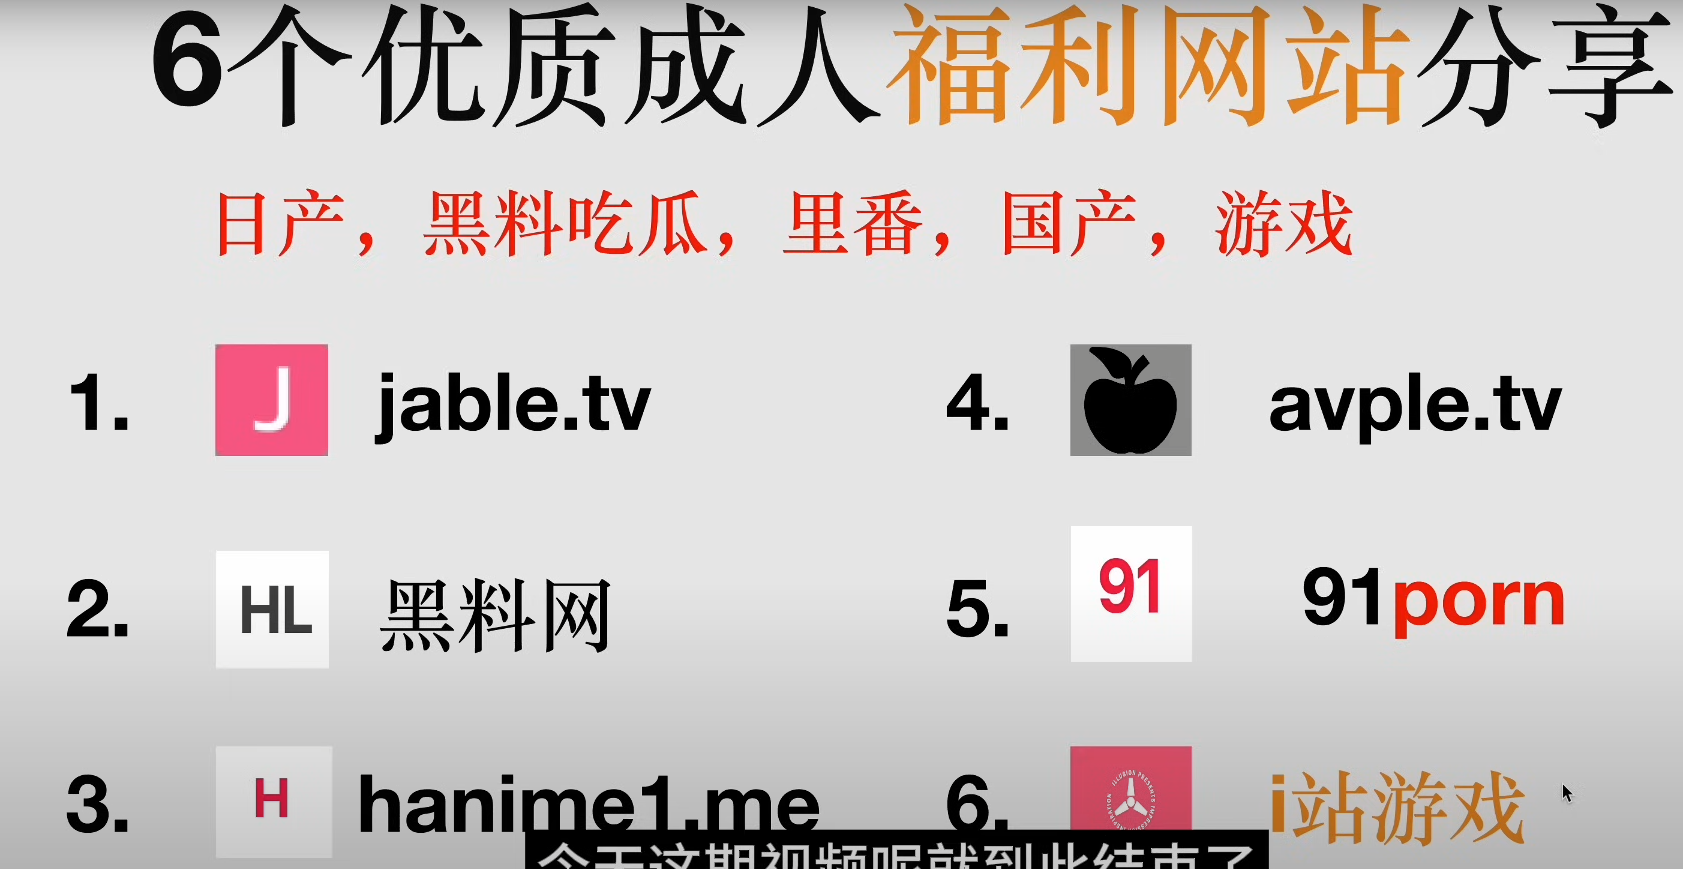 6个优质成人福利网站分享
日产，黑料吃瓜，里番，国产，游戏
1. J jable.tv
4. avple.tv
2. HL 黑料网
5. 91 91porn
3. H hanime1.me
6. i站游戏
今天这期视频呢就到此结束了